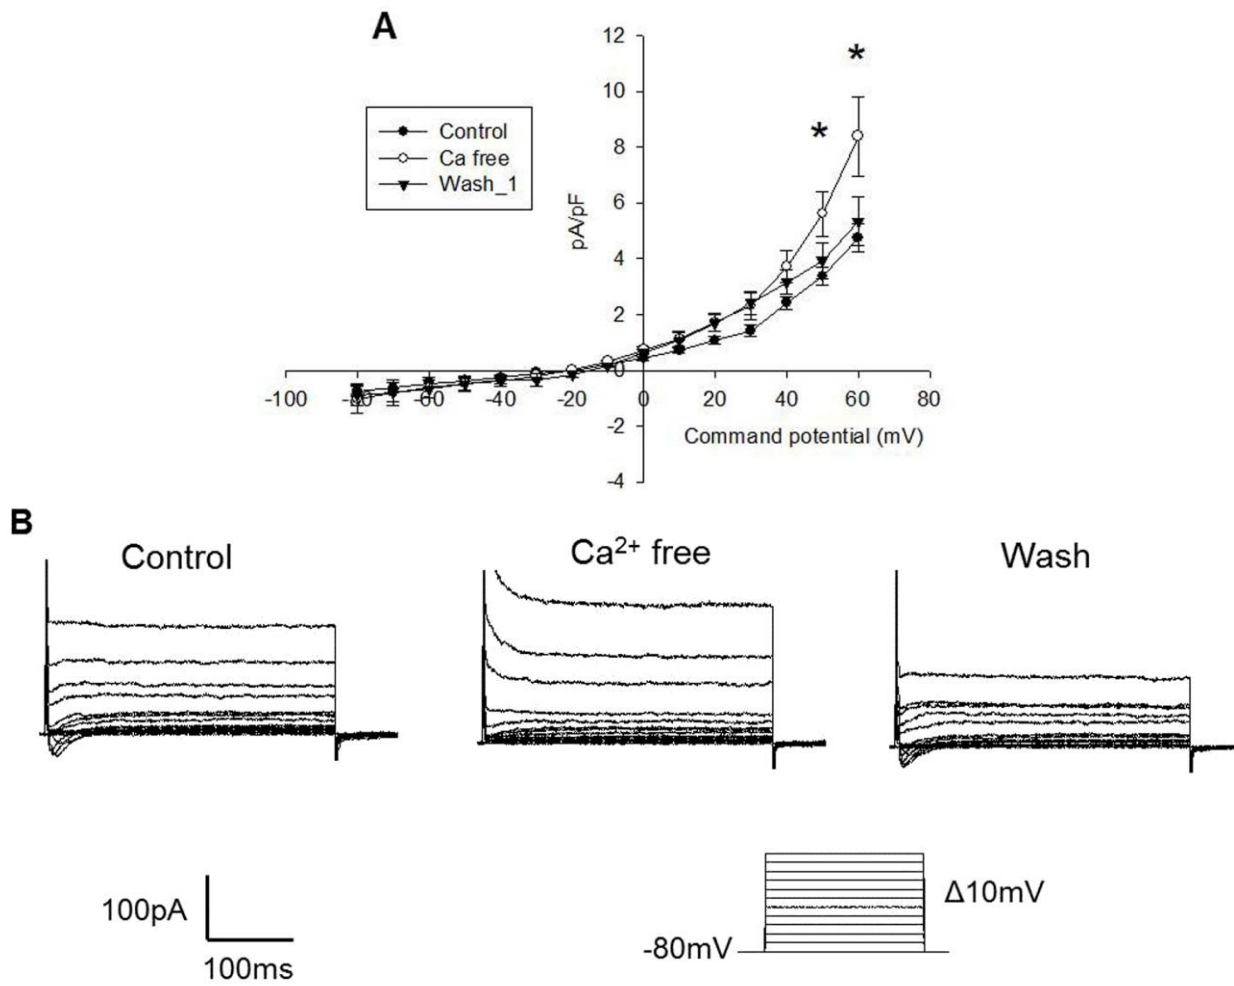 A
12
10
8
6
4
2
0
-2
-4
pA/pF
*
*
Control
Ca free
Wash_1
-100 -80 -60 -40 -20 0 20 40 60 80
Command potential (mV)
B
Control Ca²⁺ free Wash
100pA
100ms
Δ10mV
-80mV